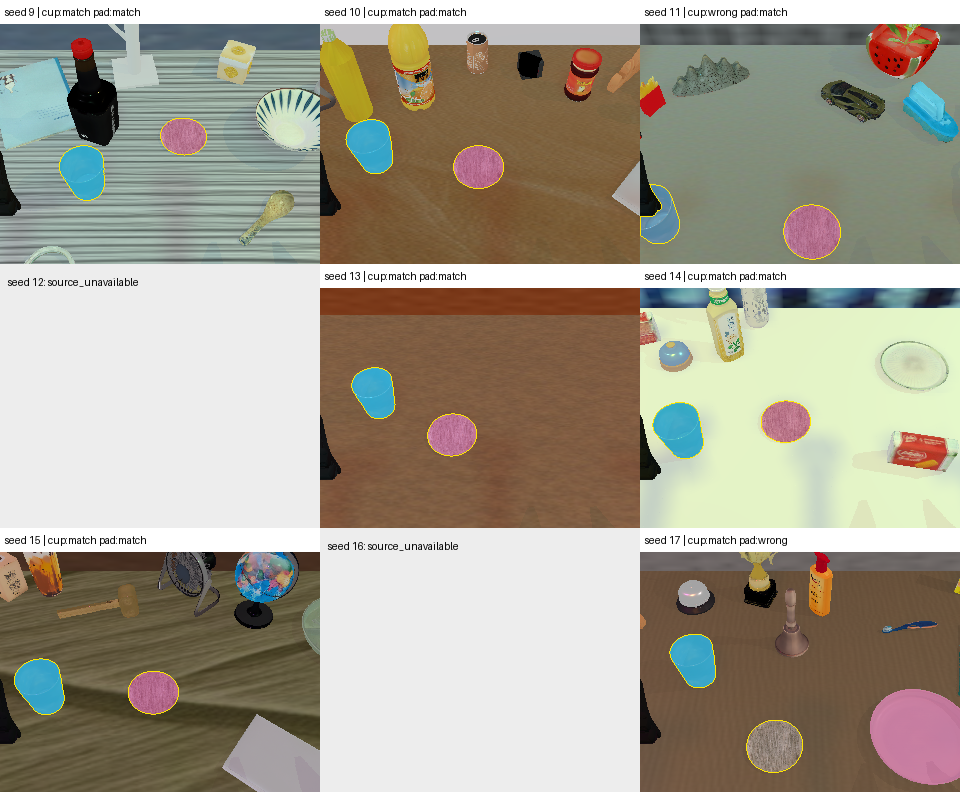 seed 9 | cup:match pad:match
seed 10 | cup:match pad:match
seed 11 | cup:wrong pad:match
seed 12: source_unavailable
seed 13 | cup:match pad:match
seed 14 | cup:match pad:match
seed 15 | cup:match pad:match
seed 16: source_unavailable
seed 17 | cup:match pad:wrong